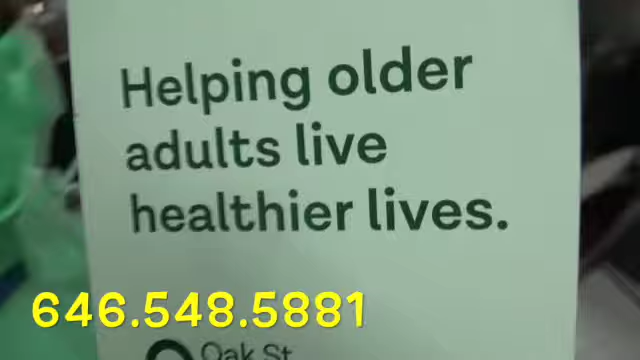 Helping older
adults live
healthier lives.
646.548.5881
Oak St